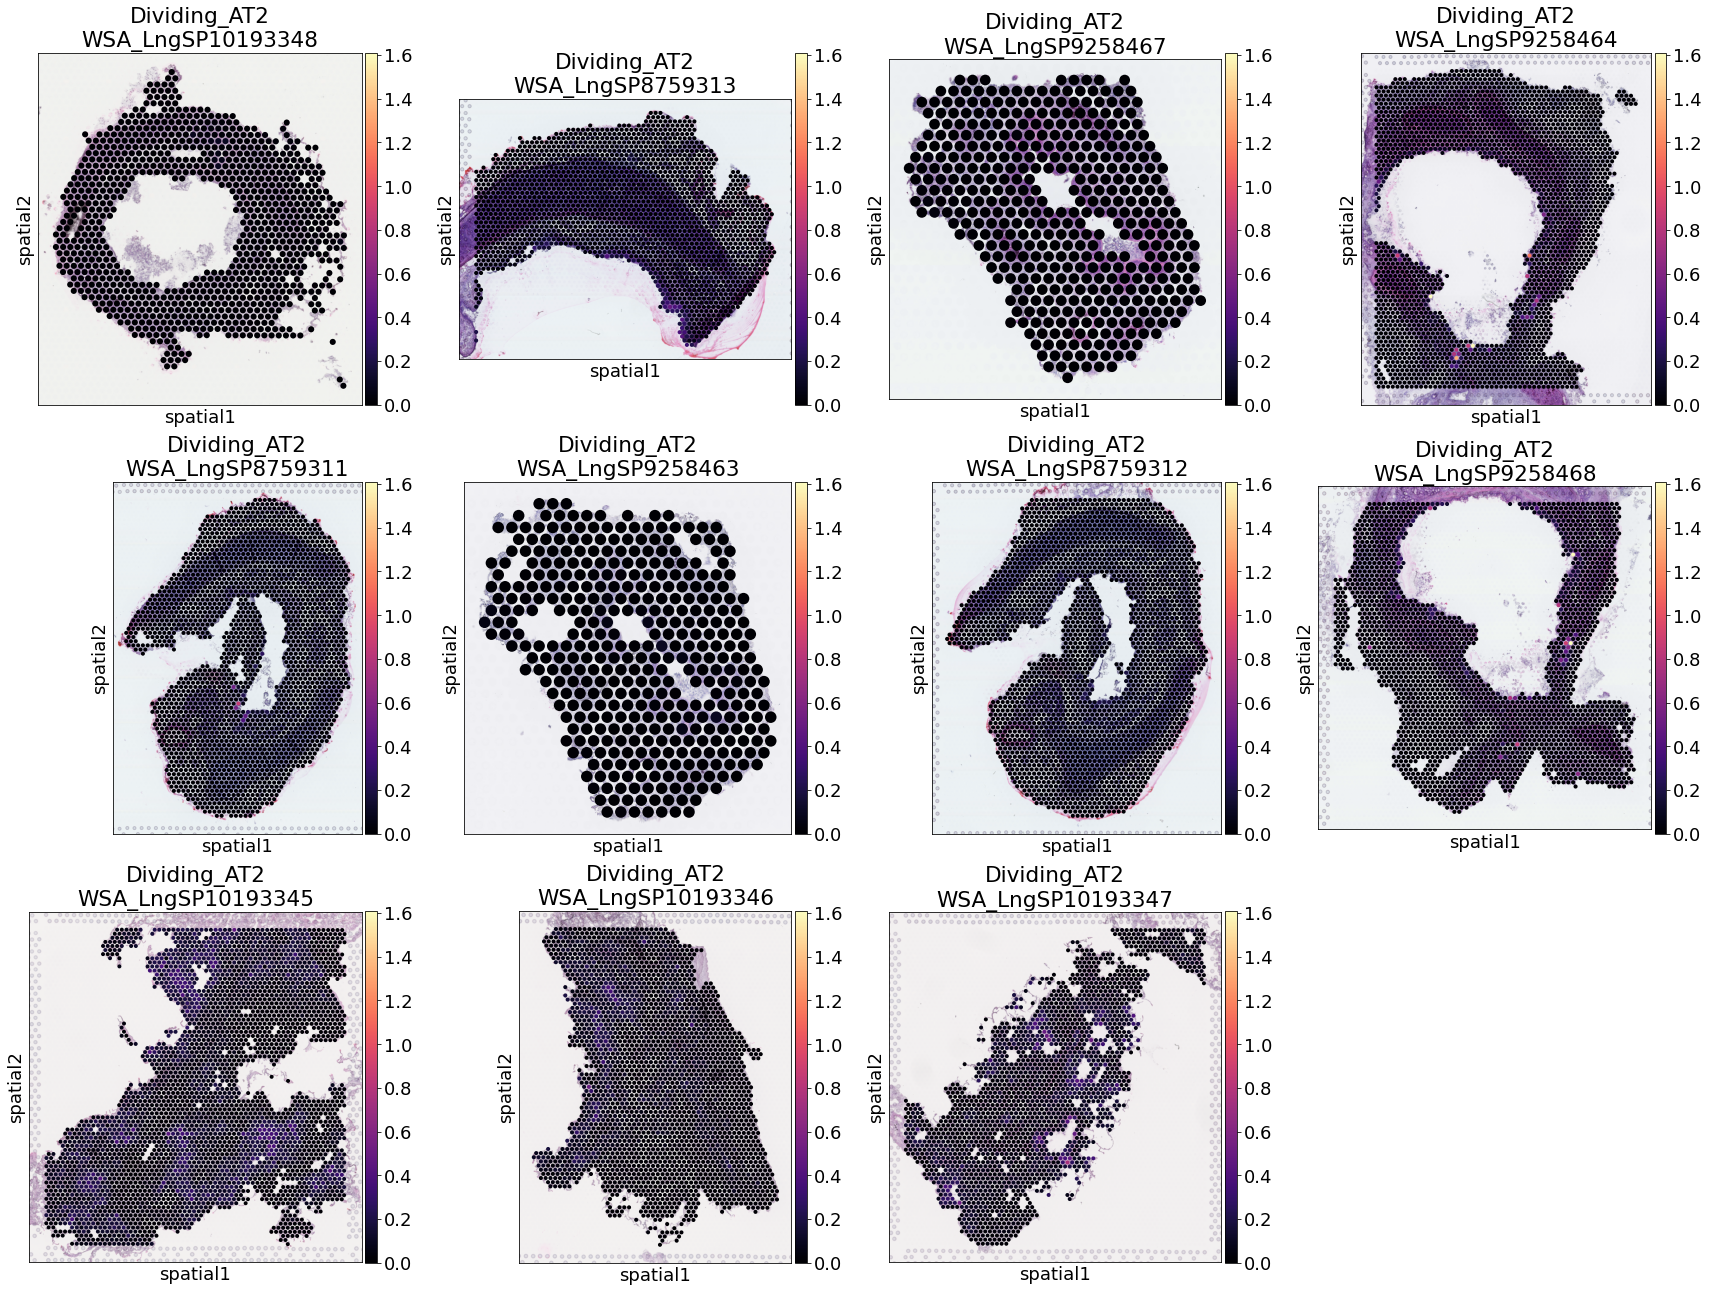 Dividing_AT2
WSA_LngSP10193348
spatial2
spatial1
1.6
1.4
1.2
1.0
0.8
0.6
0.4
0.2
0.0
Dividing_AT2
WSA_LngSP8759313
spatial2
spatial1
1.6
1.4
1.2
1.0
0.8
0.6
0.4
0.2
0.0
Dividing_AT2
WSA_LngSP9258467
spatial2
spatial1
1.6
1.4
1.2
1.0
0.8
0.6
0.4
0.2
0.0
Dividing_AT2
WSA_LngSP9258464
spatial2
spatial1
1.6
1.4
1.2
1.0
0.8
0.6
0.4
0.2
0.0
Dividing_AT2
WSA_LngSP8759311
spatial2
spatial1
1.6
1.4
1.2
1.0
0.8
0.6
0.4
0.2
0.0
Dividing_AT2
WSA_LngSP9258463
spatial2
spatial1
1.6
1.4
1.2
1.0
0.8
0.6
0.4
0.2
0.0
Dividing_AT2
WSA_LngSP8759312
spatial2
spatial1
1.6
1.4
1.2
1.0
0.8
0.6
0.4
0.2
0.0
Dividing_AT2
WSA_LngSP9258468
spatial2
spatial1
1.6
1.4
1.2
1.0
0.8
0.6
0.4
0.2
0.0
Dividing_AT2
WSA_LngSP10193345
spatial2
spatial1
1.6
1.4
1.2
1.0
0.8
0.6
0.4
0.2
0.0
Dividing_AT2
WSA_LngSP10193346
spatial2
spatial1
1.6
1.4
1.2
1.0
0.8
0.6
0.4
0.2
0.0
Dividing_AT2
WSA_LngSP10193347
spatial2
spatial1
1.6
1.4
1.2
1.0
0.8
0.6
0.4
0.2
0.0